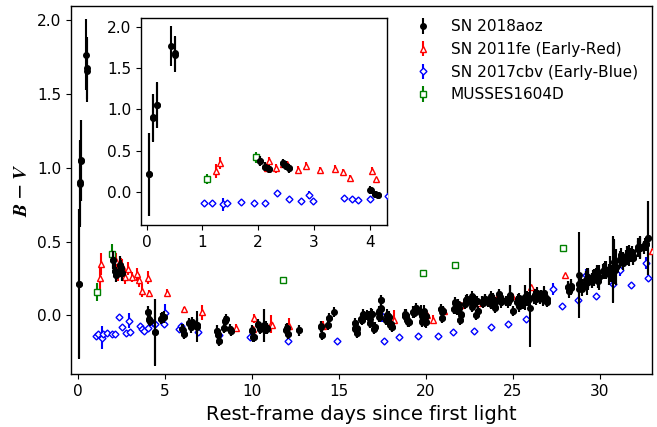 SN 2018aoz
SN 2011fe (Early-Red)
SN 2017cbv (Early-Blue)
MUSSES1604D
2.0
1.5
1.0
0.5
0.0
B − V
2.0
1.5
1.0
0.5
0.0
0 1 2 3 4
0 5 10 15 20 25 30
Rest-frame days since first light